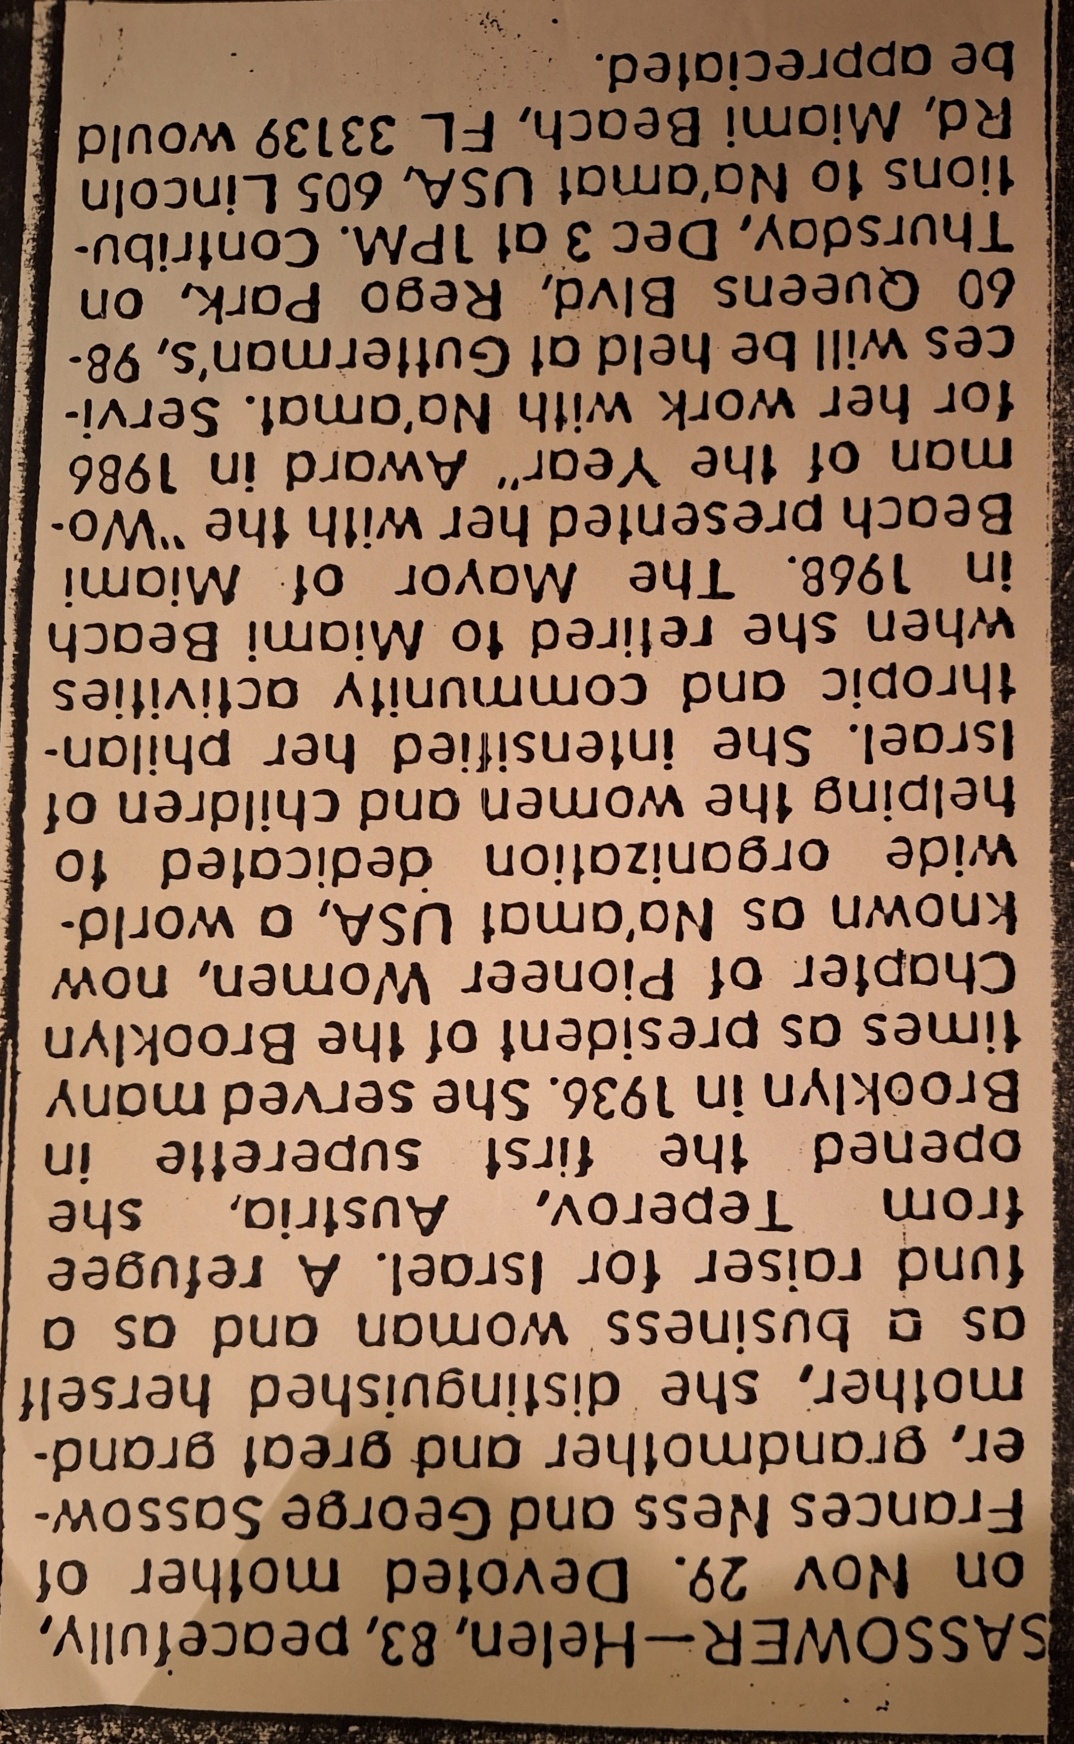 SASSOWER—Helen, 83, peacefully,
on Nov 29. Devoted mother of
Frances Ness and George Sassow-
er, grandmother and great grand-
mother, she distinguished herself
as a business woman and as a
fund raiser for Israel. A refugee
from Teperov, Austria, she
opened the first superette in
Brooklyn in 1936. She served many
times as president of the Brooklyn
Chapter of Pioneer Women, now
known as Na'amat USA, a world-
wide organization dedicated to
helping the women and children of
Israel. She intensified her philan-
thropic and community activities
when she retired to Miami Beach
in 1968. The Mayor of Miami
Beach presented her with the "Wo-
man of the Year" Award in 1986
for her work with Na'amat. Servi-
ces will be held at Gutterman's, 98-
60 Queens Blvd, Rego Park, on
Thursday, Dec 3 at 1PM. Contribu-
tions to Na'amat USA, 605 Lincoln
Rd, Miami Beach, FL 33139 would
be appreciated.